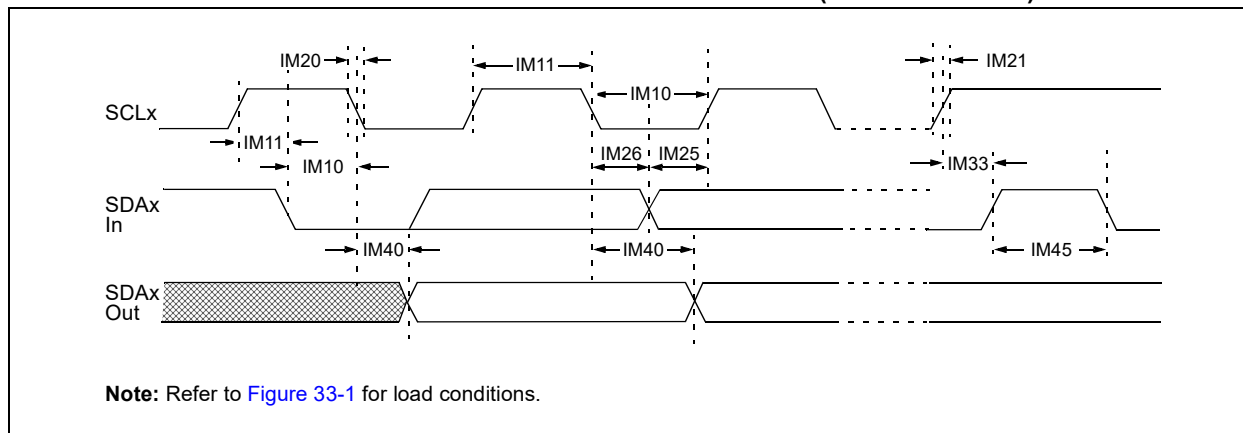 IM20
IM11
IM21
IM10
SCLx
IM11
IM26
IM25
IM10
IM33
SDAx
In
IM40
IM40
IM45
SDAx
Out
Note: Refer to Figure 33-1 for load conditions.